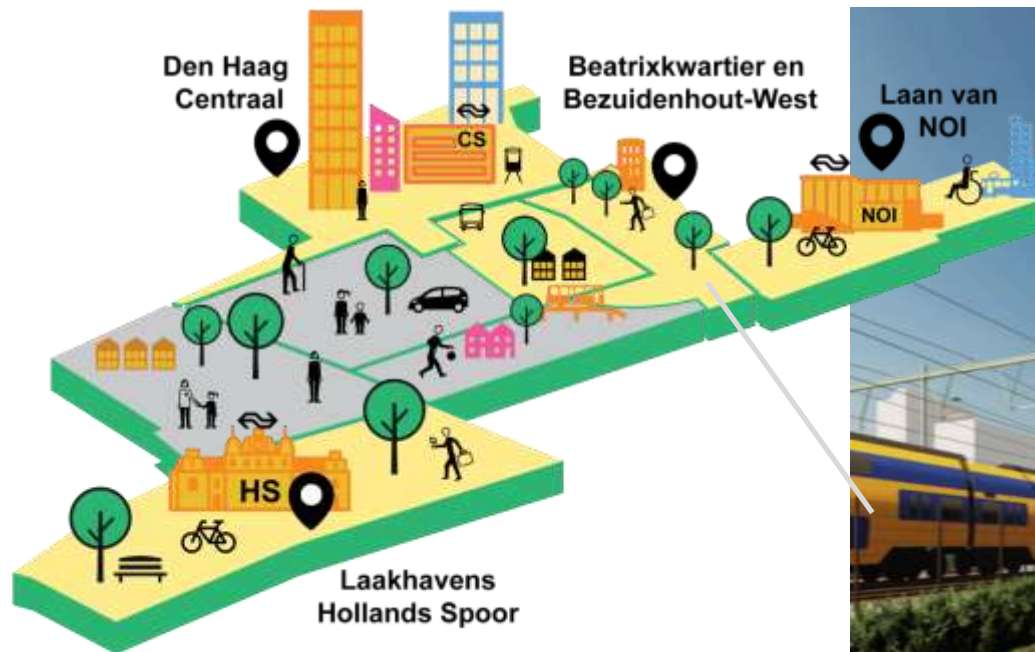 Den Haag
Centraal
Beatrixkwartier en
Bezuidenhout-West
Laan van
NOI
CS
NOI
HS
Laakhavens
Hollands Spoor